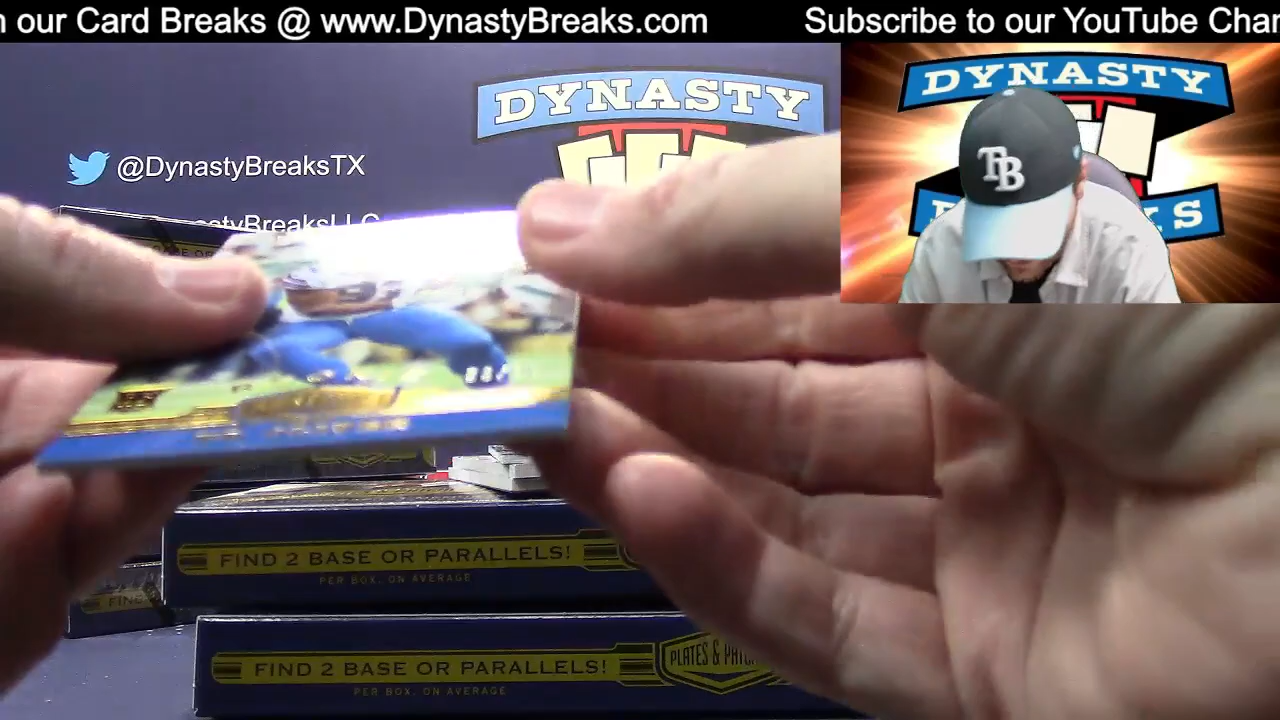 n our Card Breaks @ www.DynastyBreaks.com
Subscribe to our YouTube Char
DYNASTY
@DynastyBreaksTX
DYNASTY
TB
S
FIND 2 BASE OR PARALLELS!
PER BOX, ON AVERAGE
FIND 2 BASE OR PARALLELS!
PER BOX, ON AVERAGE
PLATES &